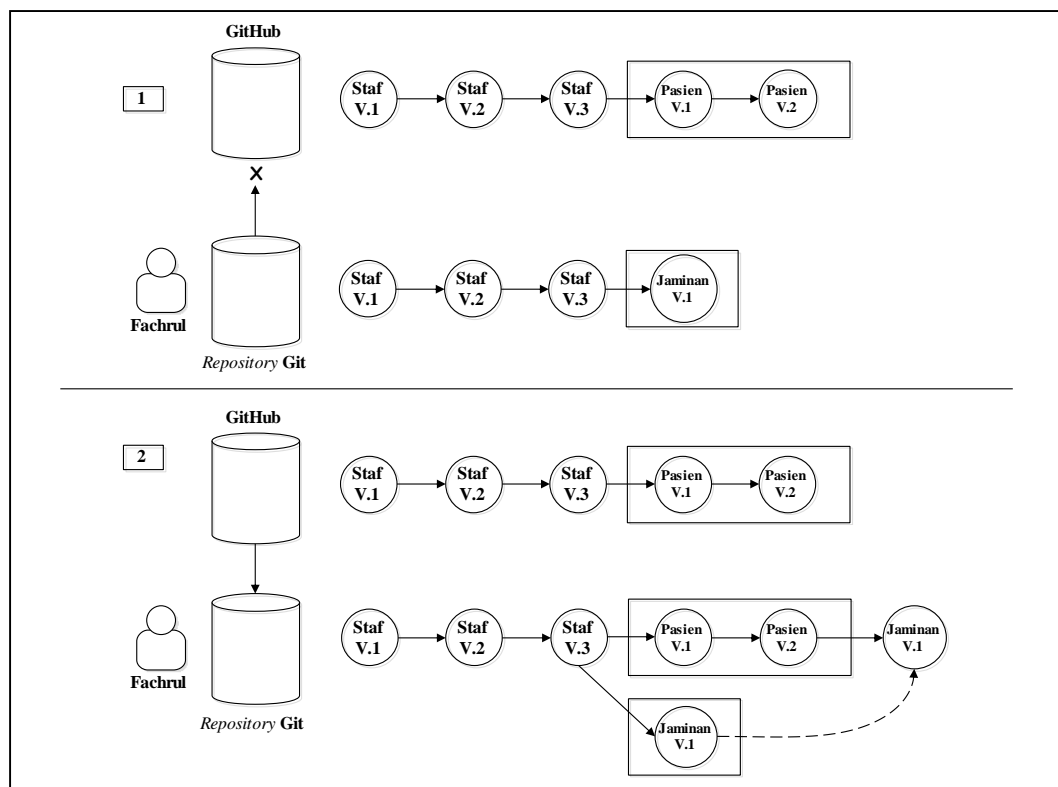 GitHub
1
Staf
V.1
Staf
V.2
Staf
V.3
Pasien
V.1
Pasien
V.2
X
Staf
V.1
Staf
V.2
Staf
V.3
Jaminan
V.1
Fachrul
Repository Git
GitHub
2
Staf
V.1
Staf
V.2
Staf
V.3
Pasien
V.1
Pasien
V.2
Staf
V.1
Staf
V.2
Staf
V.3
Pasien
V.1
Pasien
V.2
Jaminan
V.1
Fachrul
Repository Git
Jaminan
V.1